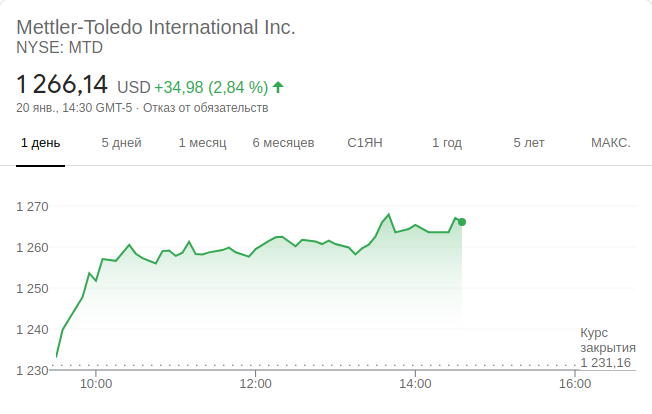 Mettler-Toledo International Inc.
NYSE: MTD
1 266,14 USD +34,98 (2,84 %)
20 янв., 14:30 GMT-5 · Отказ от обязательств
1 день 5 дней 1 месяц 6 месяцев С1ЯН 1 год 5 лет МАКС.
1 270
1 260
1 250
1 240
Курс
закрытия
1 231,16
1 230
10:00 12:00 14:00 16:00